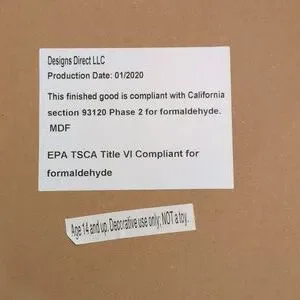 Designs Direct LLC
Production Date: 01/2020
This finished good is compliant with California
section 93120 Phase 2 for formaldehyde.
MDF
EPA TSCA Title VI Compliant for
formaldehyde
Age 14 and up. Decorative use only; NOT a toy.